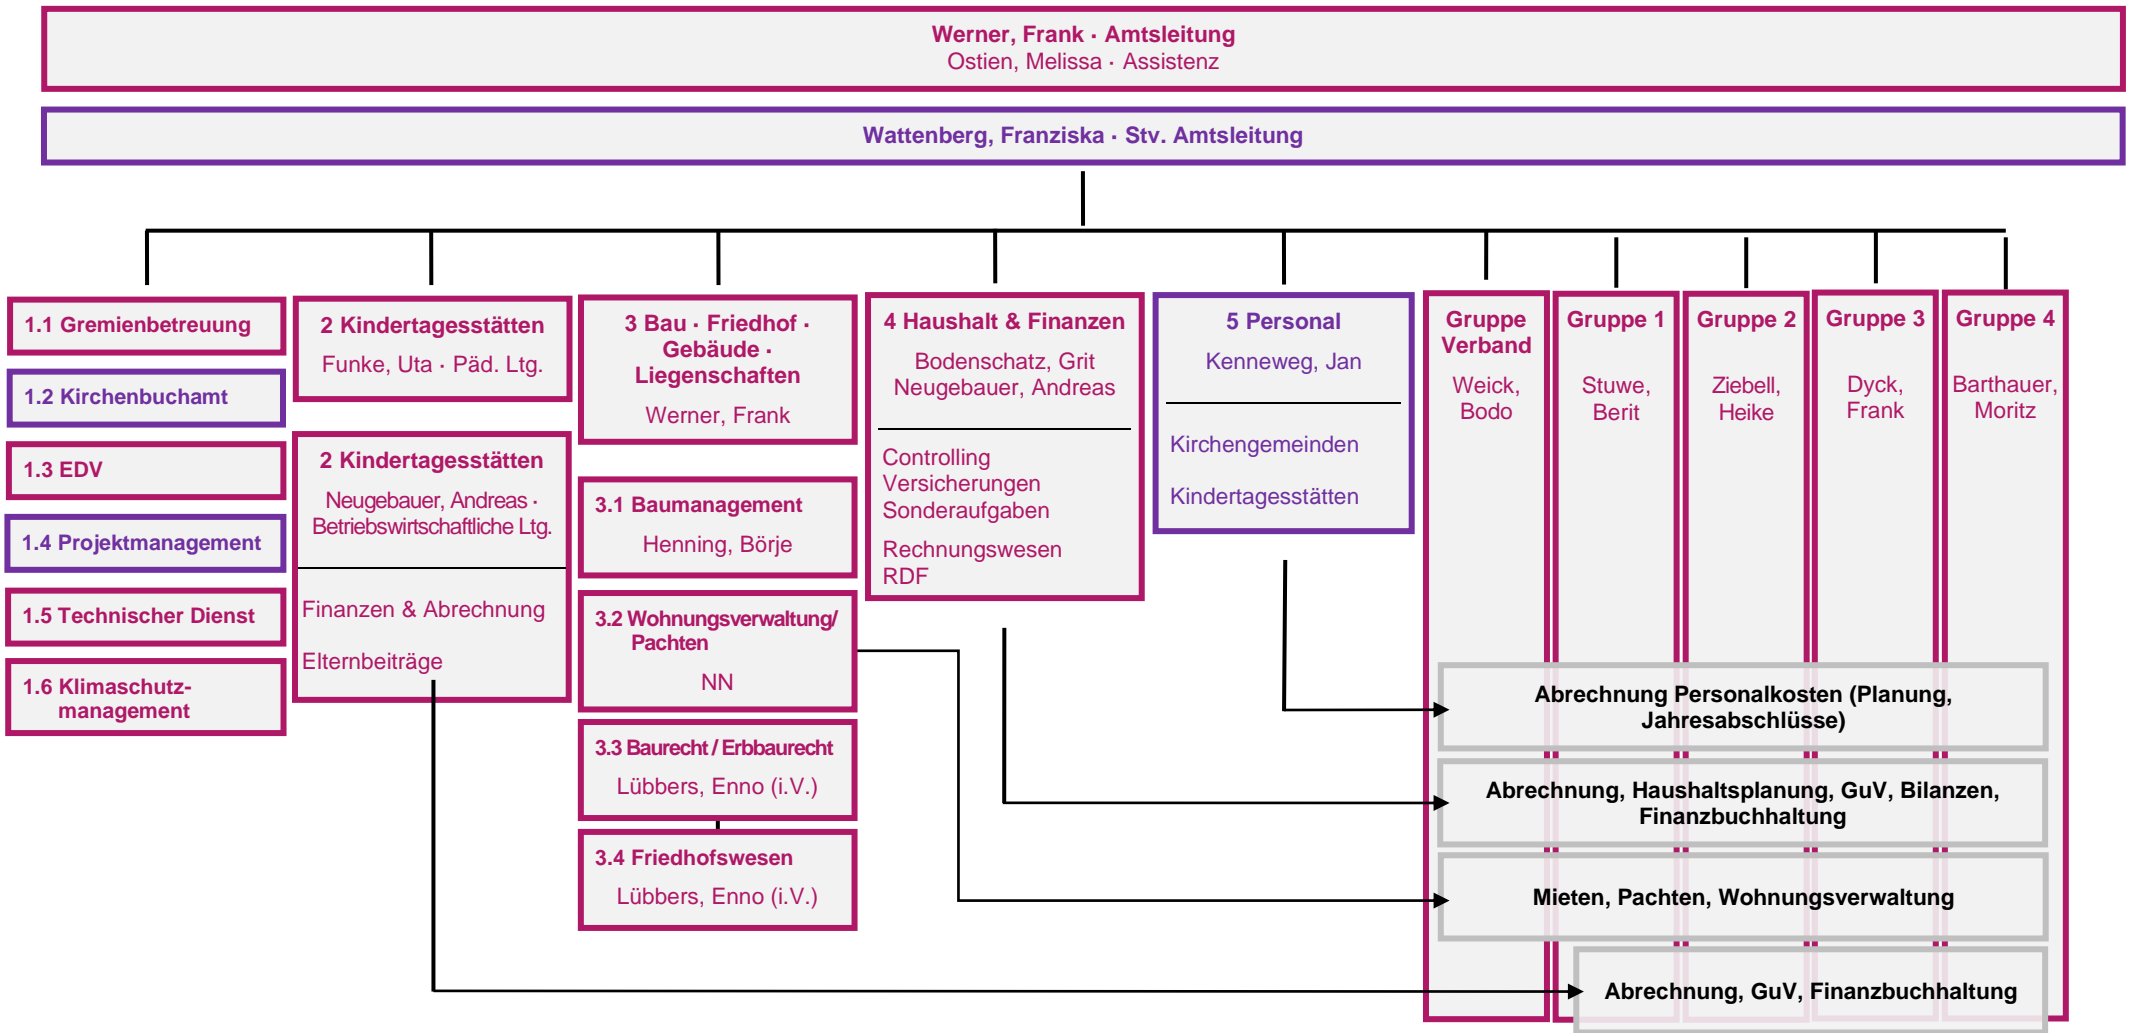 Werner, Frank · Amtsleitung
Ostien, Melissa · Assistenz
Wattenberg, Franziska · Stv. Amtsleitung
1.1 Gremienbetreuung
1.2 Kirchenbuchamt
1.3 EDV
1.4 Projektmanagement
1.5 Technischer Dienst
1.6 Klimaschutz-
management
2 Kindertagesstätten
Funke, Uta · Päd. Ltg.
2 Kindertagesstätten
Neugebauer, Andreas ·
Betriebswirtschaftliche Ltg.
Finanzen & Abrechnung
Elternbeiträge
3 Bau · Friedhof ·
Gebäude ·
Liegenschaften
Werner, Frank
3.1 Baumanagement
Henning, Börje
3.2 Wohnungsverwaltung/
Pachten
NN
3.3 Baurecht / Erbbaurecht
Lübbers, Enno (i.V.)
3.4 Friedhofswesen
Lübbers, Enno (i.V.)
4 Haushalt & Finanzen
Bodenschatz, Grit
Neugebauer, Andreas
Controlling
Versicherungen
Sonderaufgaben
Rechnungswesen
RDF
5 Personal
Kenneweg, Jan
Kirchengemeinden
Kindertagesstätten
Gruppe
Verband
Weick,
Bodo
Gruppe 1
Stuwe,
Berit
Gruppe 2
Ziebell,
Heike
Gruppe 3
Dyck,
Frank
Gruppe 4
Barthauer,
Moritz
Abrechnung Personalkosten (Planung,
Jahresabschlüsse)
Abrechnung, Haushaltsplanung, GuV, Bilanzen,
Finanzbuchhaltung
Mieten, Pachten, Wohnungsverwaltung
Abrechnung, GuV, Finanzbuchhaltung